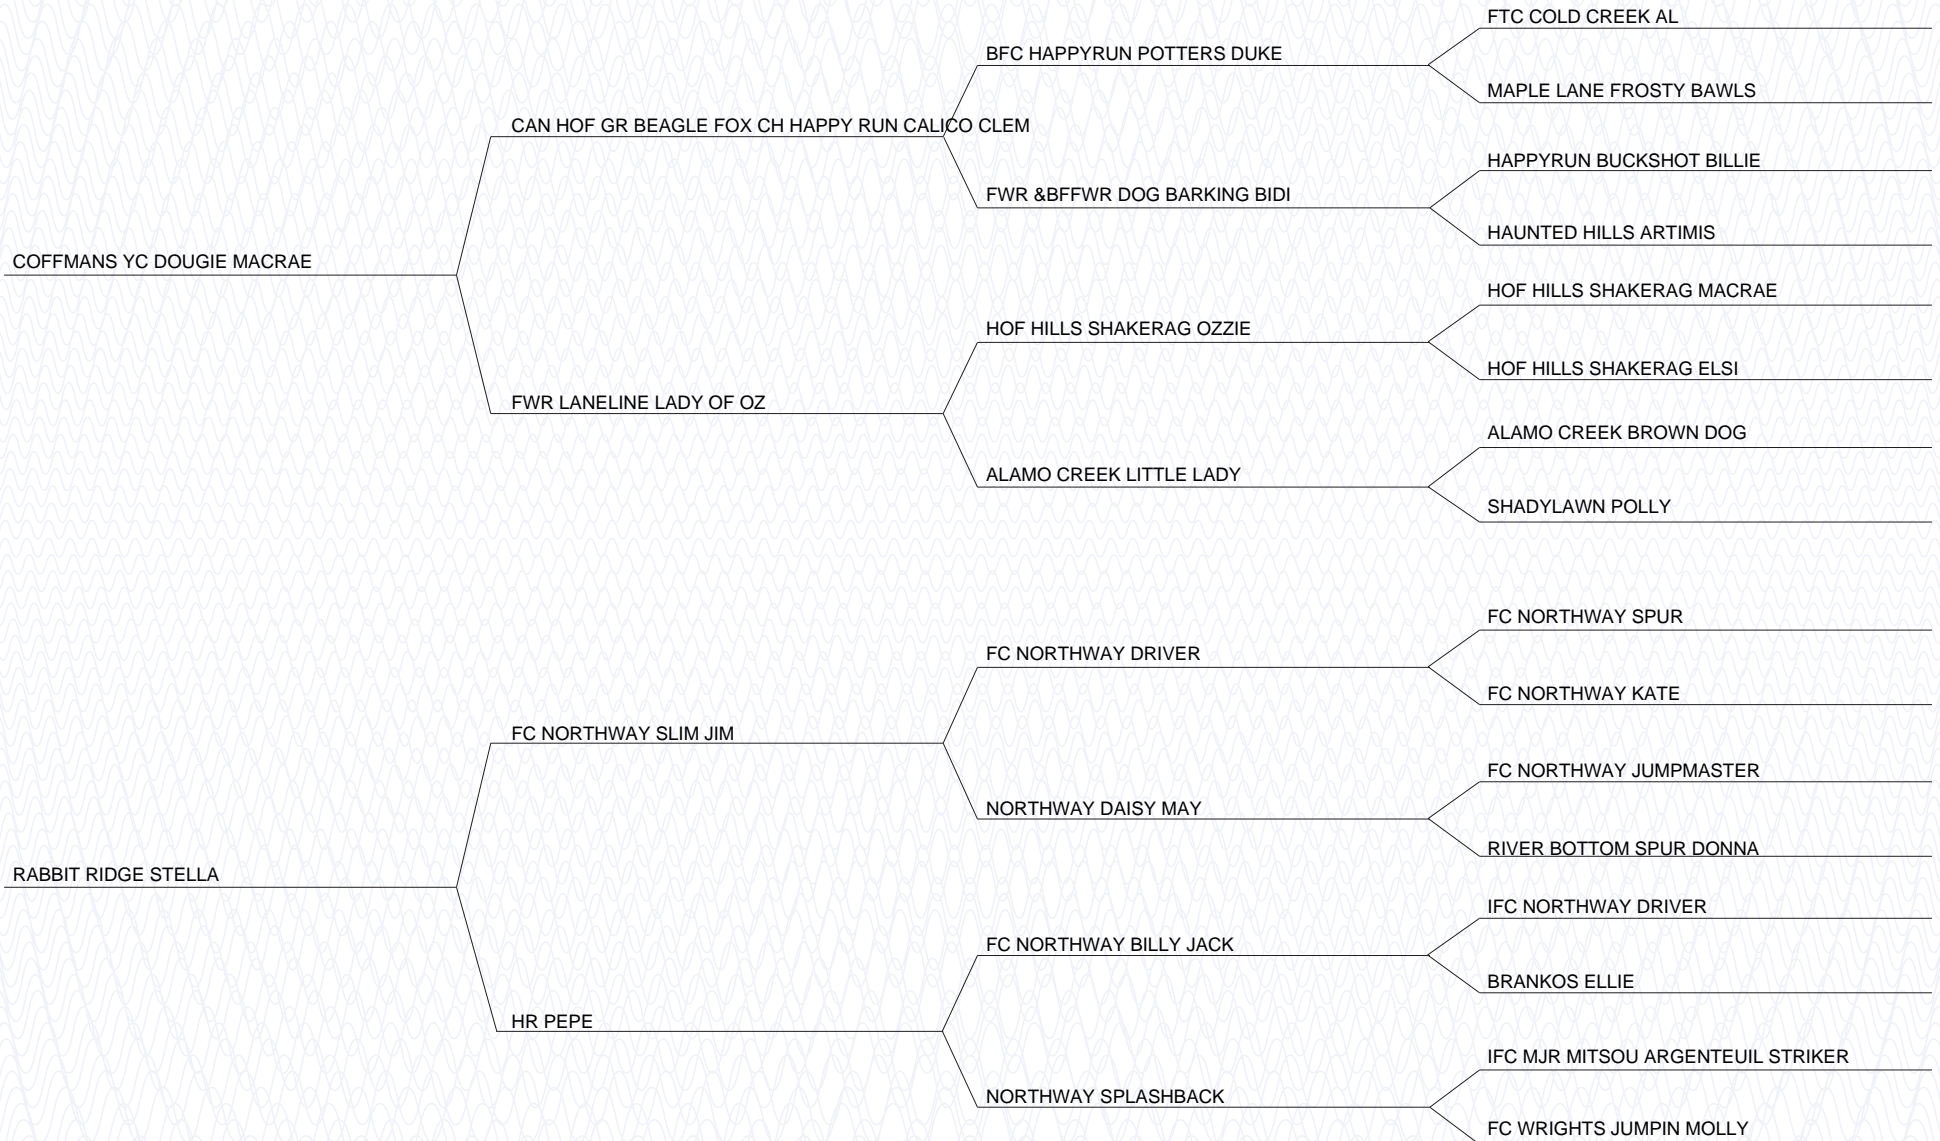 FTC COLD CREEK AL
BFC HAPPYRUN POTTERS DUKE
MAPLE LANE FROSTY BAWLS
CAN HOF GR BEAGLE FOX CH HAPPY RUN CALICO CLEM
HAPPYRUN BUCKSHOT BILLIE
FWR &BFFWR DOG BARKING BIDI
HAUNTED HILLS ARTIMIS
COFFMANS YC DOUGIE MACRAE
HOF HILLS SHAKERAG MACRAE
HOF HILLS SHAKERAG OZZIE
HOF HILLS SHAKERAG ELSI
FWR LANELINE LADY OF OZ
ALAMO CREEK BROWN DOG
ALAMO CREEK LITTLE LADY
SHADYLAWN POLLY
FC NORTHWAY SPUR
FC NORTHWAY DRIVER
FC NORTHWAY KATE
FC NORTHWAY SLIM JIM
FC NORTHWAY JUMPMASTER
NORTHWAY DAISY MAY
RIVER BOTTOM SPUR DONNA
RABBIT RIDGE STELLA
IFC NORTHWAY DRIVER
FC NORTHWAY BILLY JACK
BRANKOS ELLIE
HR PEPE
IFC MJR MITSOU ARGENTEUIL STRIKER
NORTHWAY SPLASHBACK
FC WRIGHTS JUMPIN MOLLY